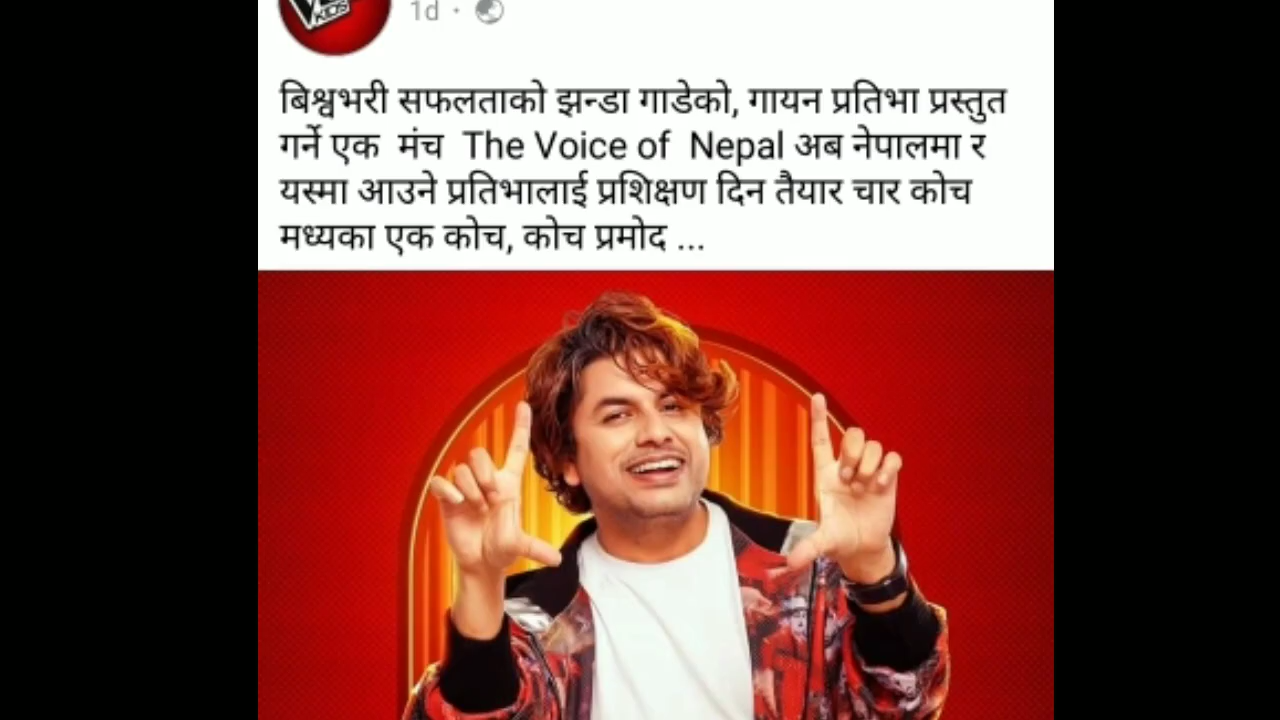 KIDS
1d ·
बिश्वभरी सफलताको झन्डा गाडेको, गायन प्रतिभा प्रस्तुत
गर्ने एक मंच The Voice of Nepal अब नेपालमा र
यस्मा आउने प्रतिभालाई प्रशिक्षण दिन तैयार चार कोच
मध्यका एक कोच, कोच प्रमोद ...